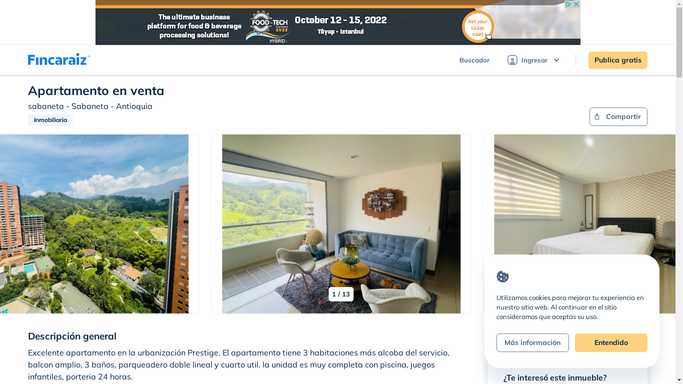 The ultimate business
platform for food & beverage
processing solutions!
FOOD-TECH
HYBRID
October 12 - 15, 2022
Tüyap - Istanbul
Get your
ticket
now!
Fincaraiz
Buscador
Ingresar
Publica gratis
Apartamento en venta
sabaneta - Sabaneta - Antioquia
Inmobiliaria
Compartir
1 / 13
Utilizamos cookies para mejorar tu experiencia en
nuestro sitio web. Al continuar en el sitio
consideramos que aceptas su uso.
Más información
Entendido
Descripción general
Excelente apartamento en la urbanización Prestige. El apartamento tiene 3 habitaciones más alcoba del servicio,
balcon amplio, 3 baños, parqueadero doble lineal y cuarto util. la unidad es muy completa con piscina, juegos
infantiles, porteria 24 horas.
¿Te interesó este inmueble?